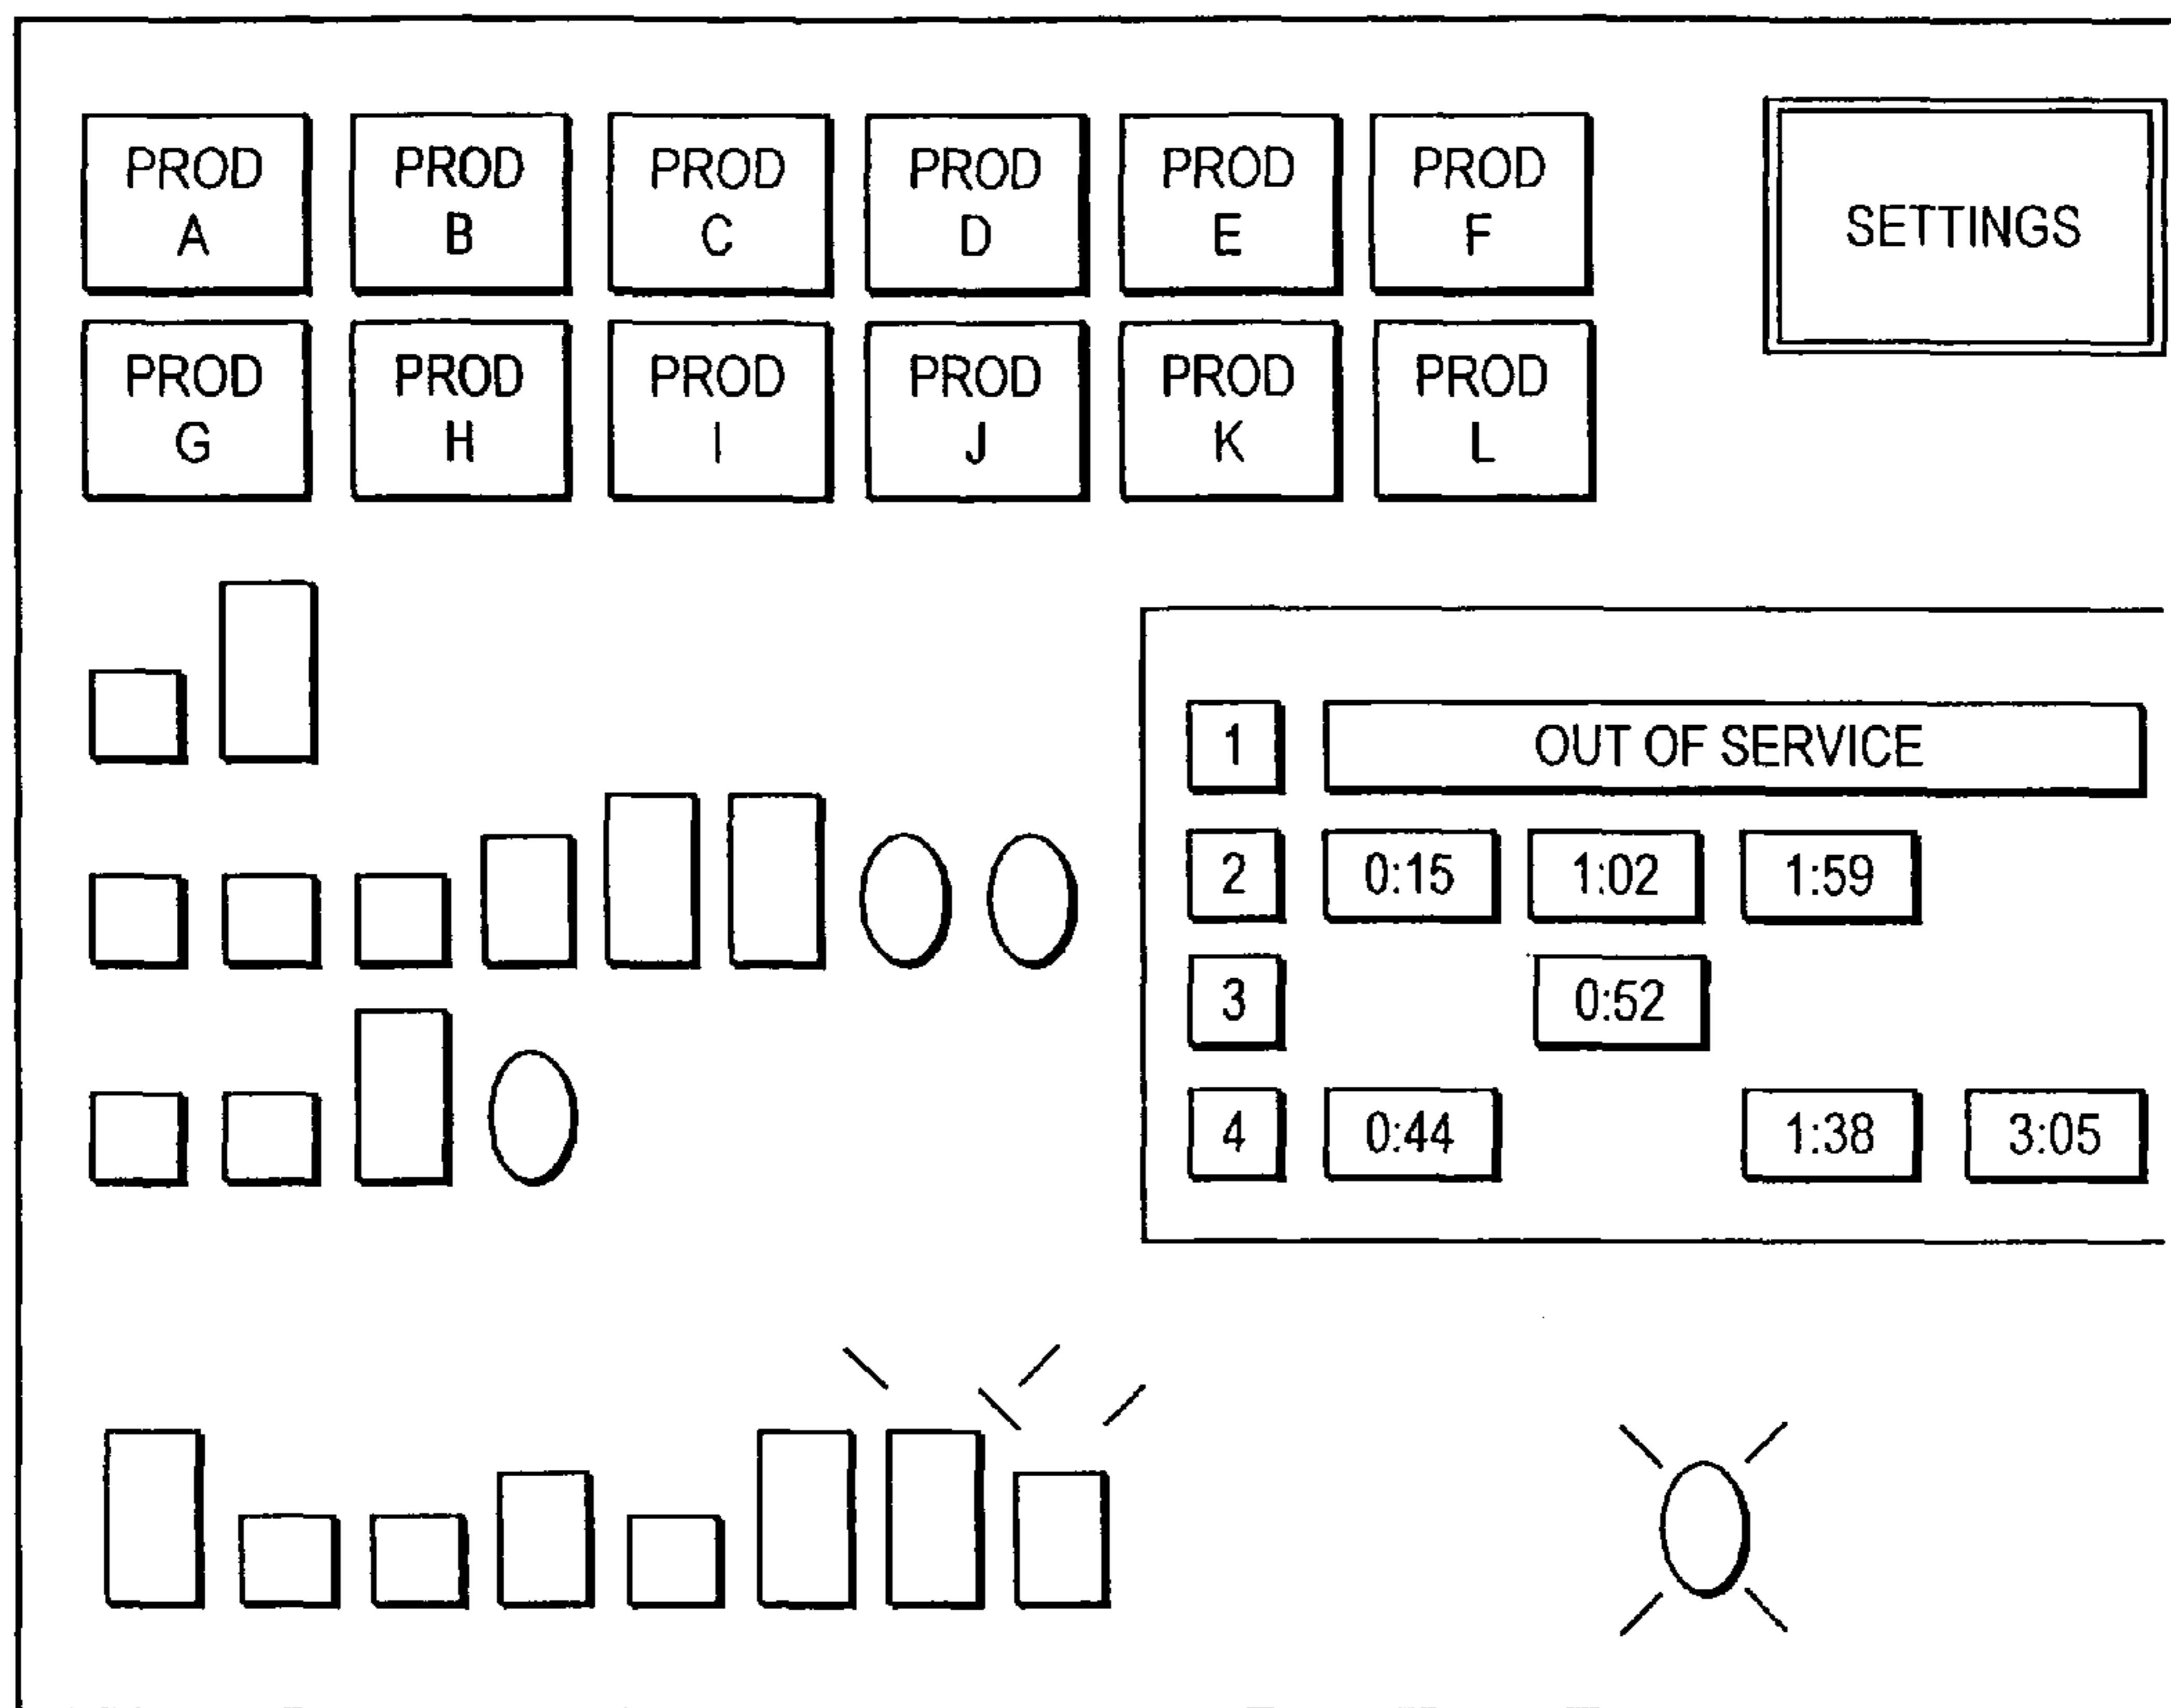 PROD PROD PROD PROD PROD PROD
A B C D E F
SETTINGS
PROD PROD PROD PROD PROD PROD
G H I J K L
1 OUT OF SERVICE
2 0:15 1:02 1:59
3 0:52
4 0:44 1:38 3:05